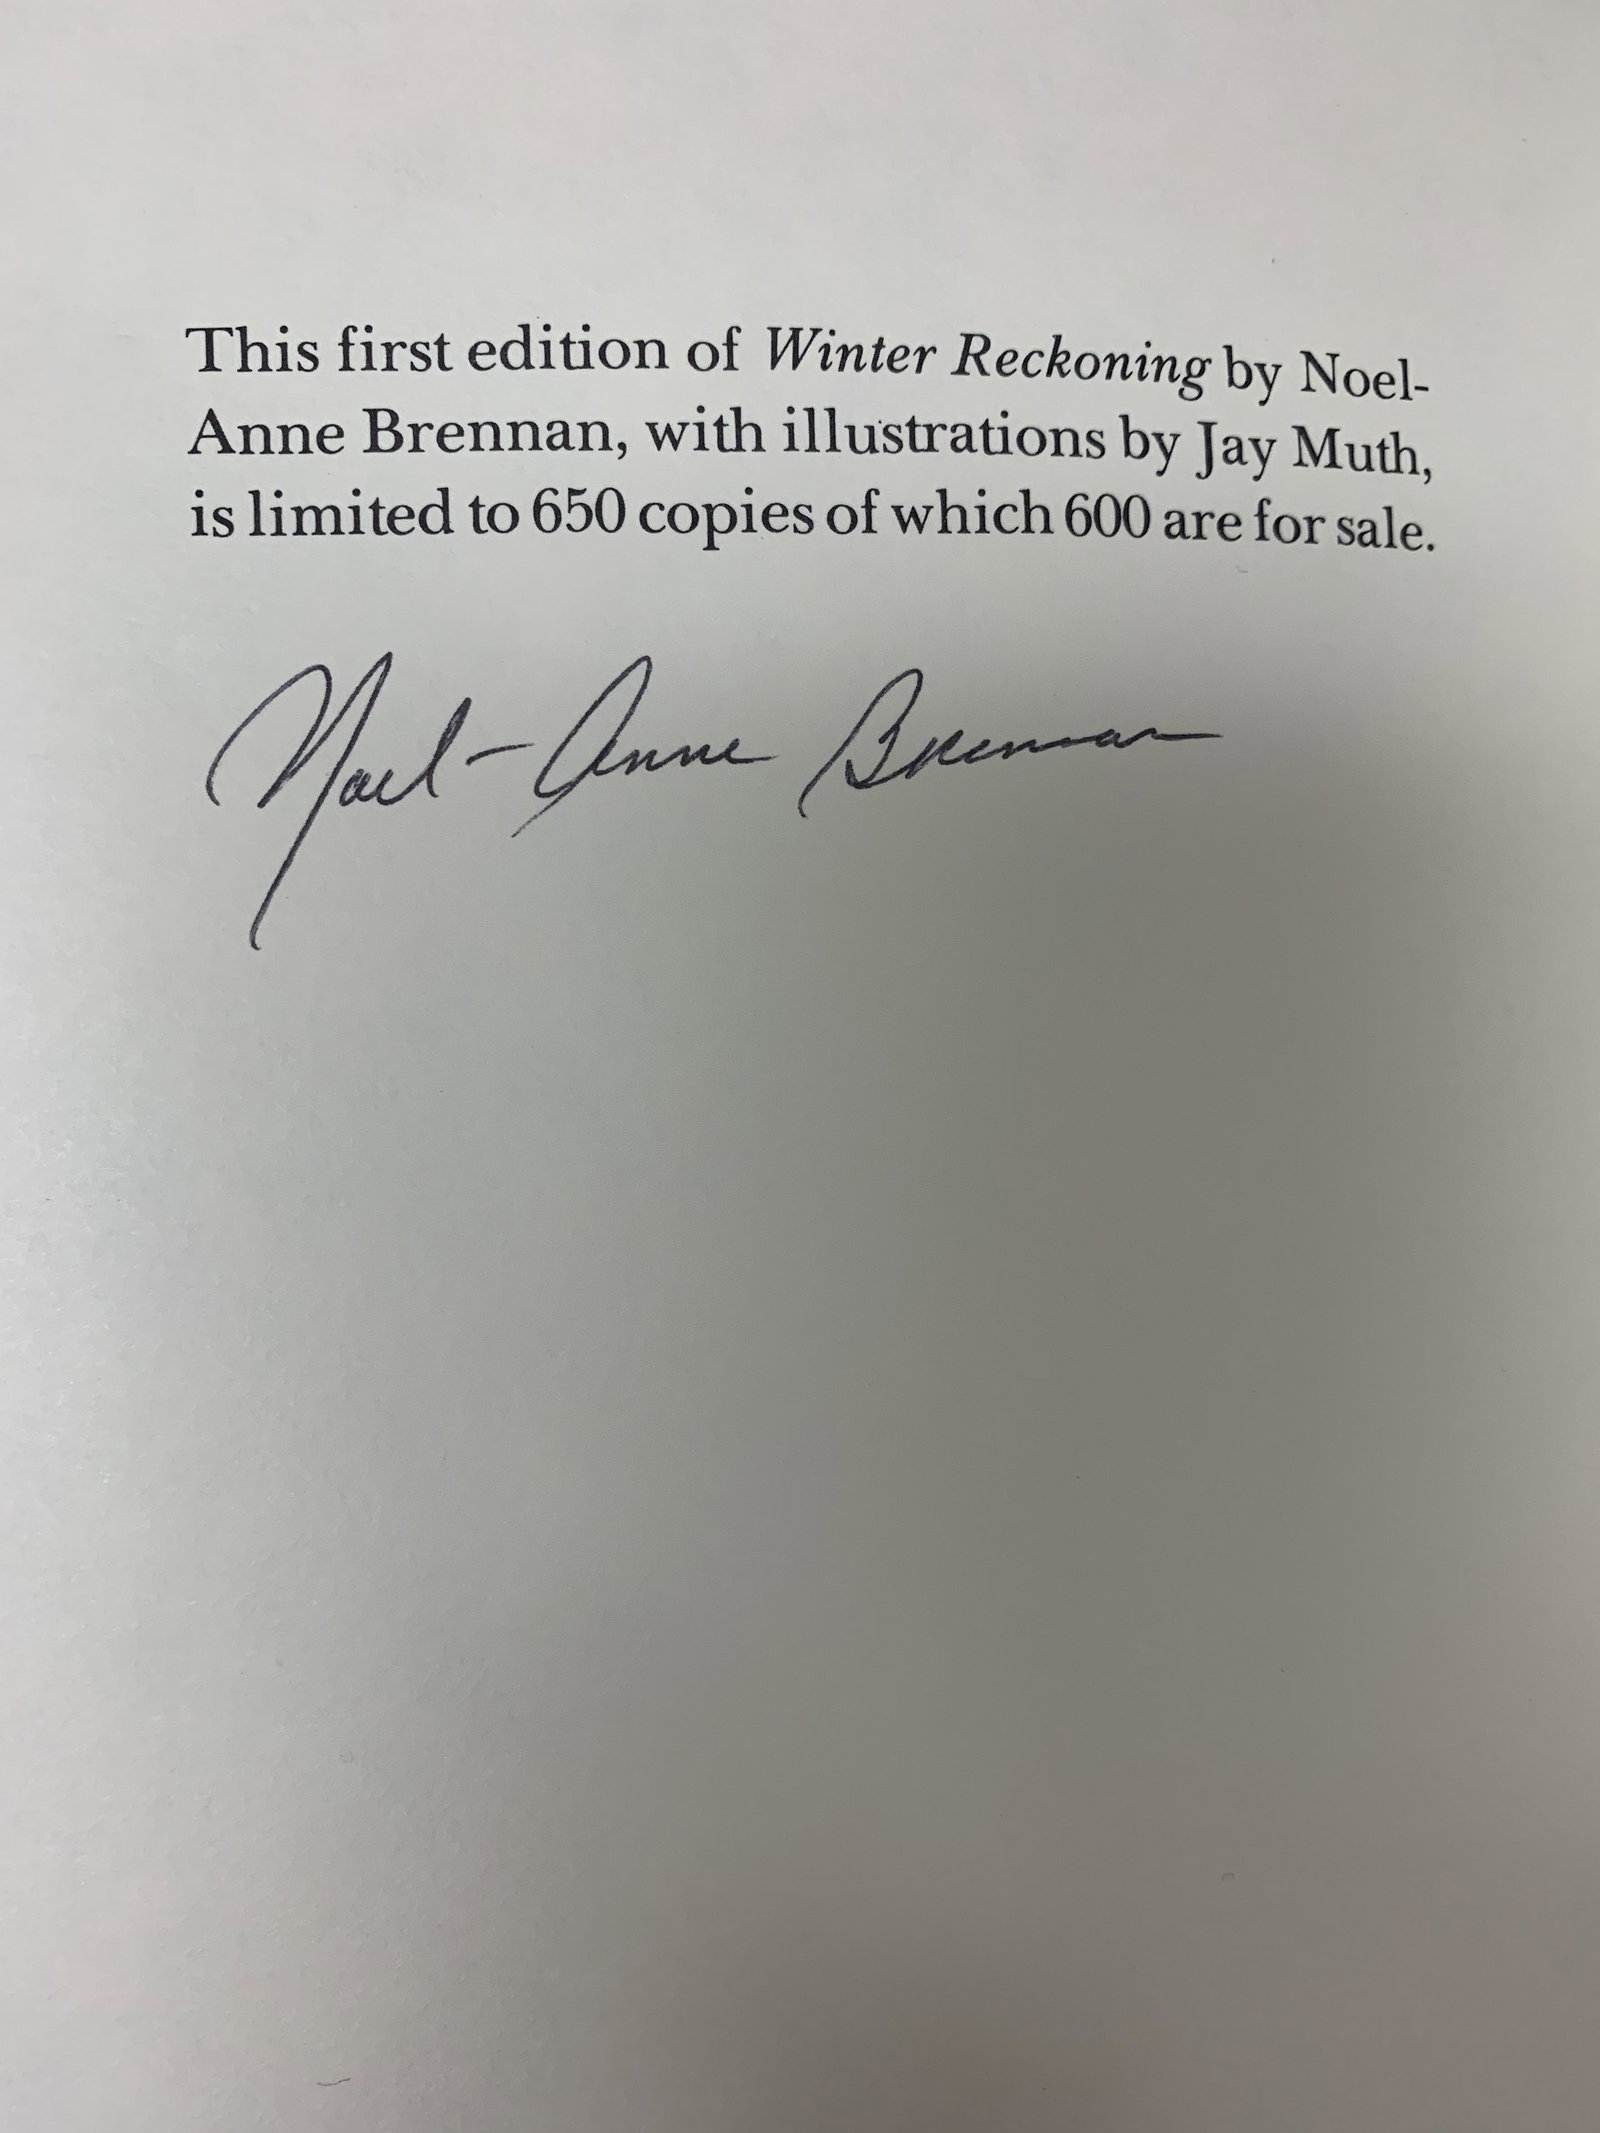 This first edition of Winter Reckoning by Noel-
Anne Brennan, with illustrations by Jay Muth,
is limited to 650 copies of which 600 are for sale.
Noel-Anne Brennan